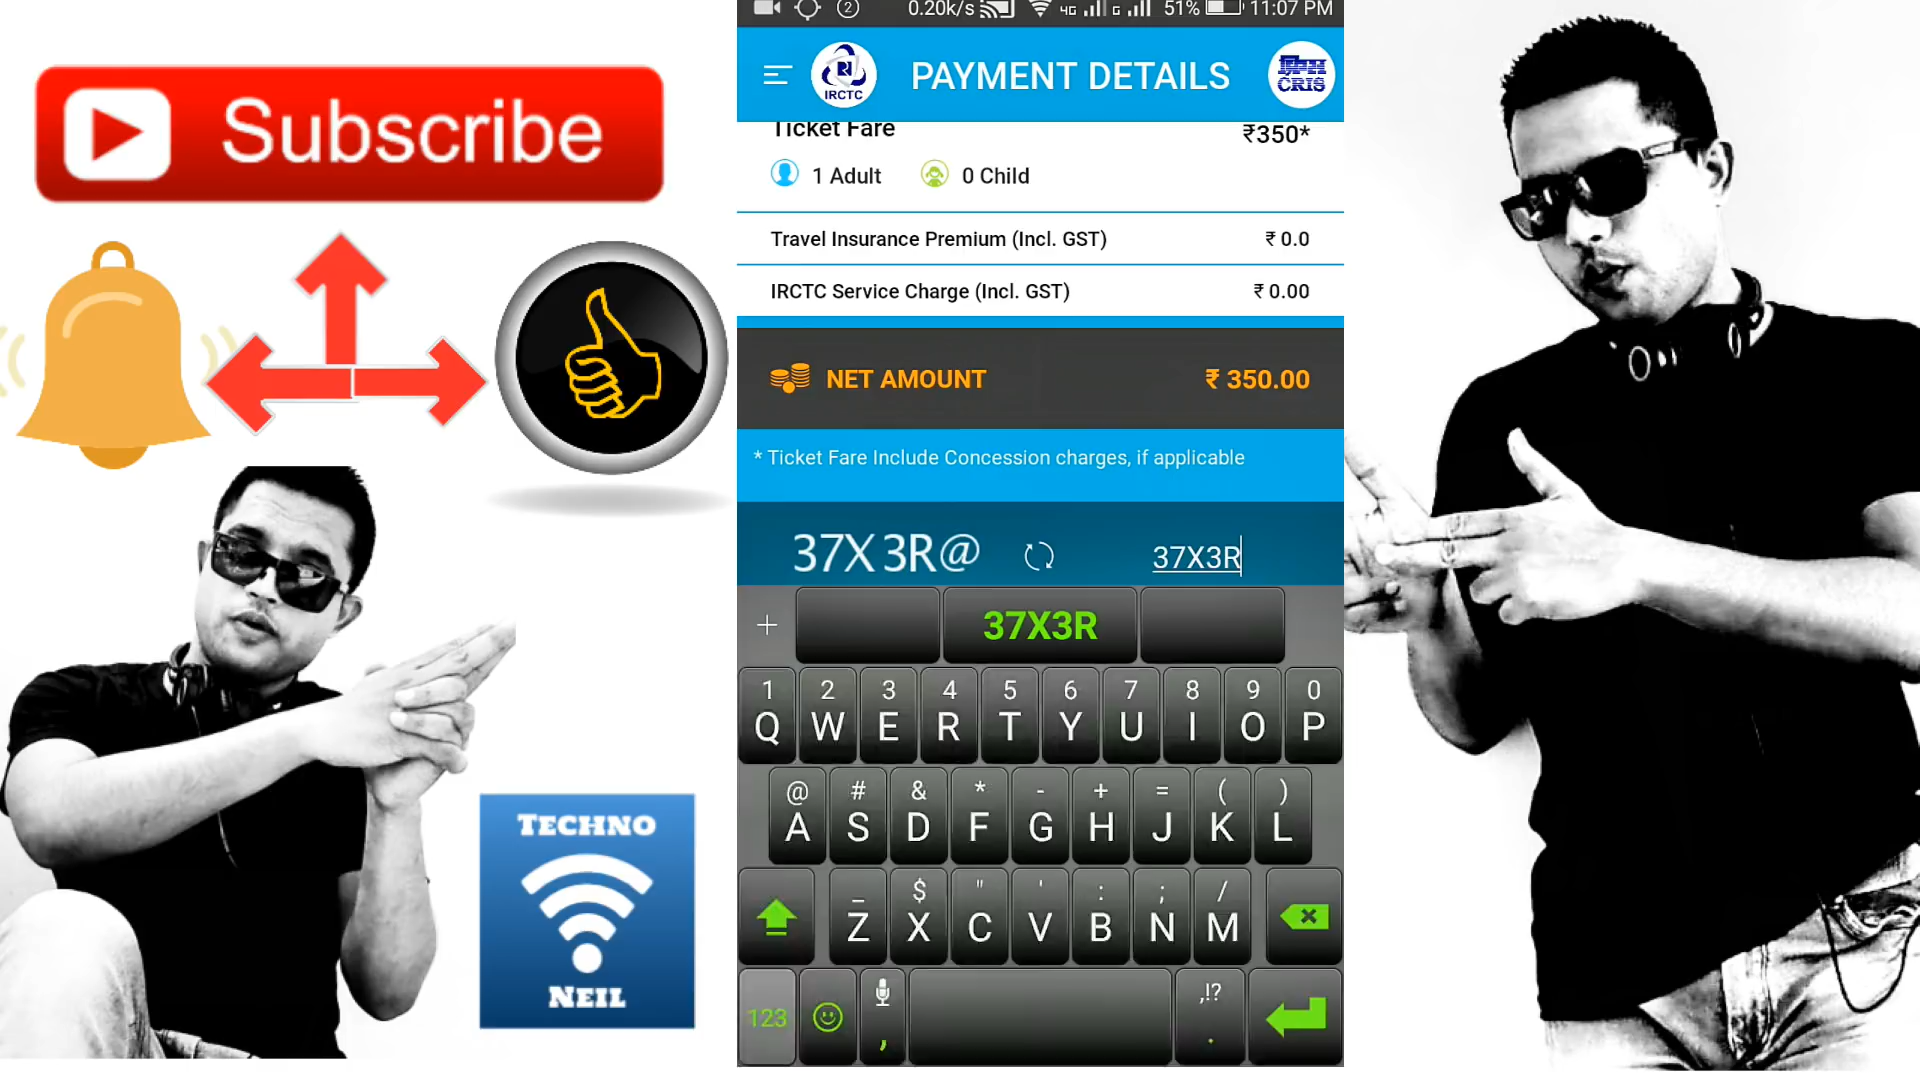 Subscribe
TECHNO
NEIL
0.20k/s 4G G 51% 11:07 PM
IRCTC
PAYMENT DETAILS
CRIS
Ticket Fare ₹350*
1 Adult 0 Child
Travel Insurance Premium (Incl. GST) ₹ 0.0
IRCTC Service Charge (Incl. GST) ₹ 0.00
NET AMOUNT ₹ 350.00
* Ticket Fare Include Concession charges, if applicable
37X3R@ 37X3R
+ 37X3R
1 2 3 4 5 6 7 8 9 0
Q W E R T Y U I O P
@ # & * - + = ( )
A S D F G H J K L
_ $ " ' : ; /
Z X C V B N M
,!?
123 , .